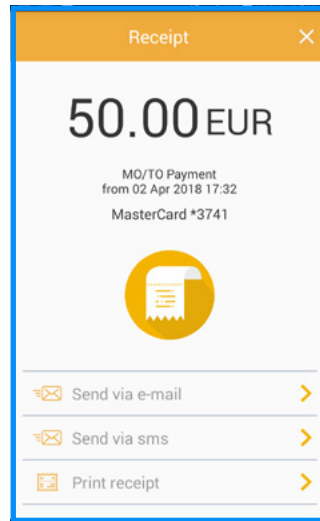 Receipt
50.00 EUR
MO/TO Payment
from 02 Apr 2018 17:32
MasterCard *3741
Send via e-mail
Send via sms
Print receipt